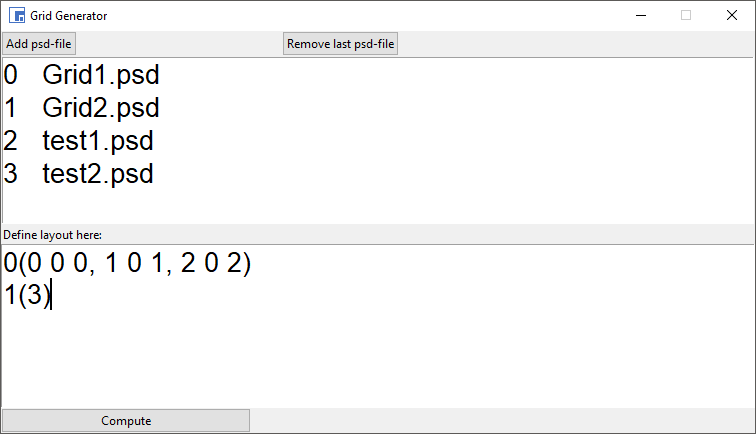 Grid Generator
Add psd-file Remove last psd-file
0 Grid1.psd
1 Grid2.psd
2 test1.psd
3 test2.psd
Define layout here:
0(0 0 0, 1 0 1, 2 0 2)
1(3)
Compute